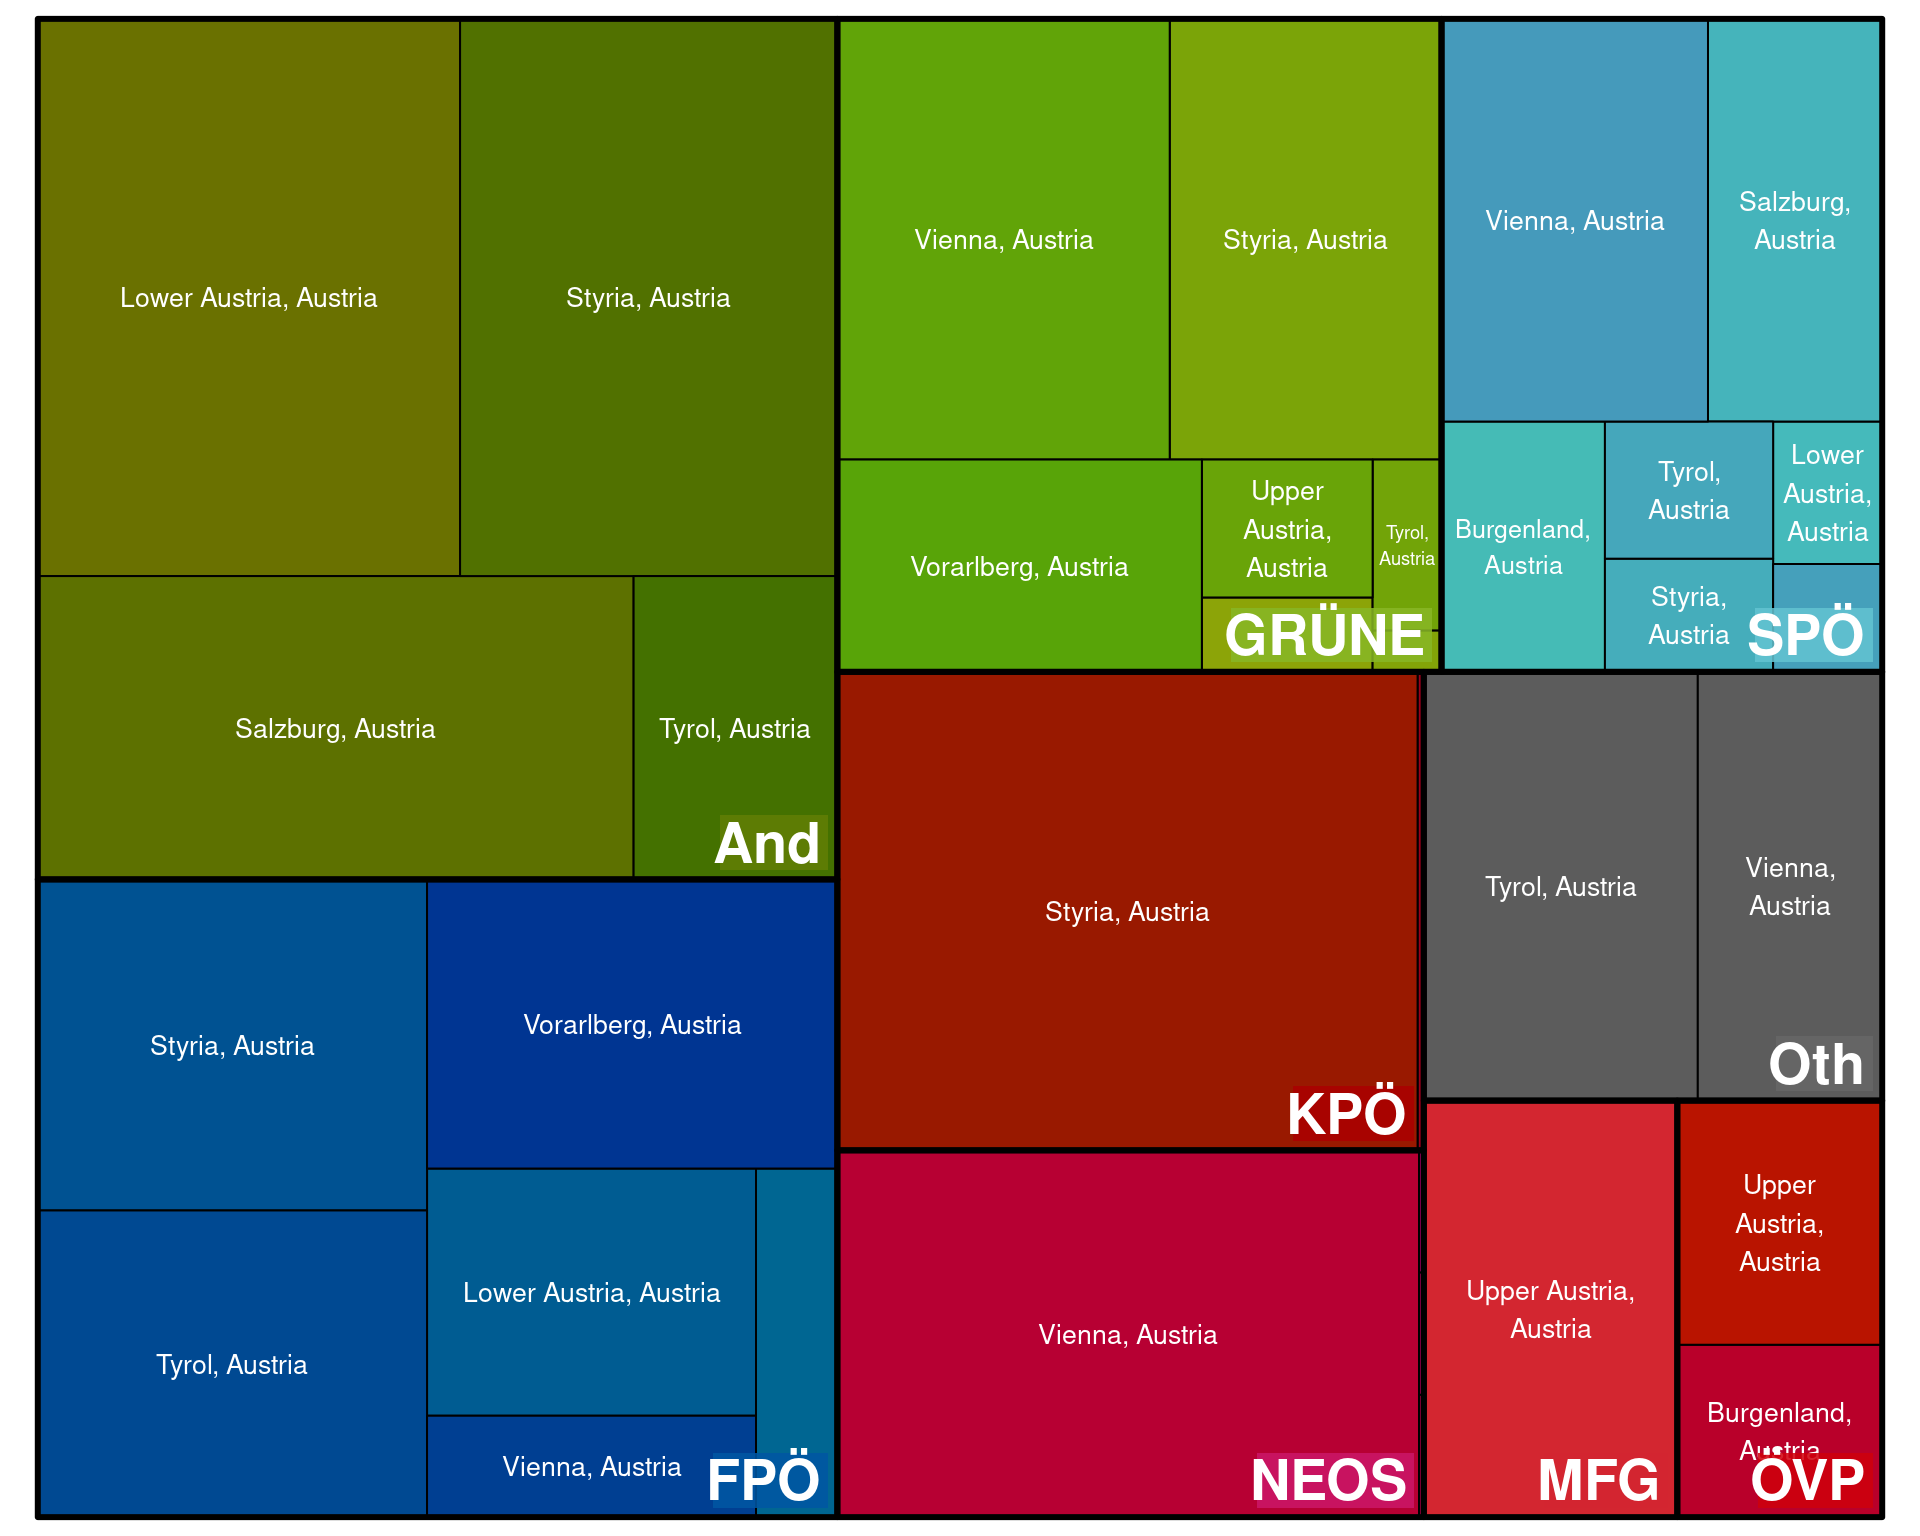 Lower Austria, Austria
Styria, Austria
Salzburg, Austria
Tyrol, Austria
And
Styria, Austria
Vorarlberg, Austria
Tyrol, Austria
Lower Austria, Austria
Vienna, Austria
FPÖ
Vienna, Austria
Styria, Austria
Vorarlberg, Austria
Upper
Austria,
Austria
Tyrol,
Austria
GRÜNE
Vienna, Austria
Salzburg,
Austria
Burgenland,
Austria
Tyrol,
Austria
Styria,
Austria
Lower
Austria,
Austria
SPÖ
Styria, Austria
KPÖ
Vienna, Austria
NEOS
Tyrol, Austria
Vienna,
Austria
Oth
Upper Austria,
Austria
MFG
Upper
Austria,
Austria
Burgenland,
Austria
ÖVP